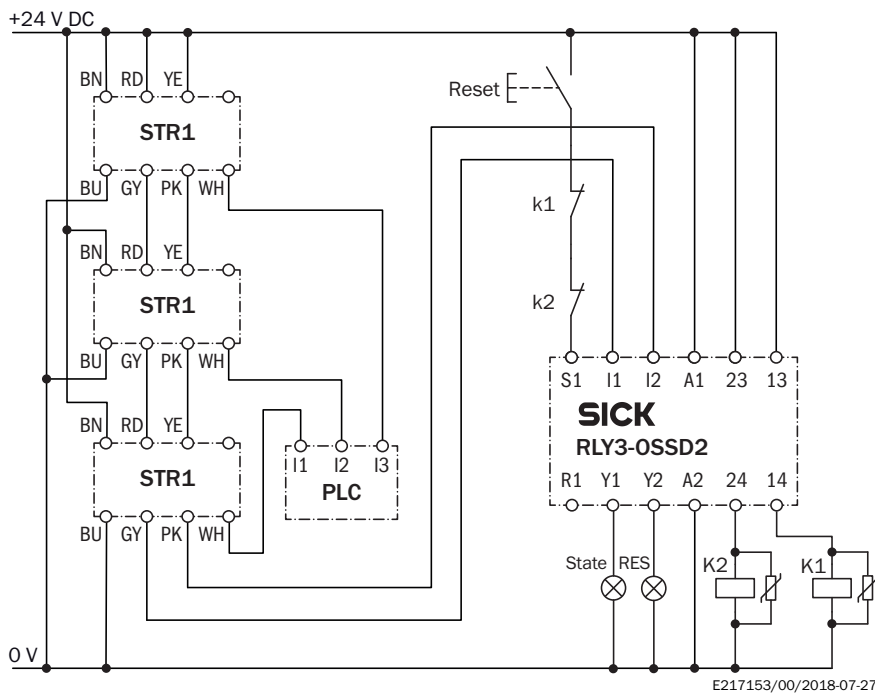 +24 V DC
BN RD YE
STR1
BU GY PK WH
Reset
k1
BN RD YE
STR1
BU GY PK WH
k2
BN RD YE
STR1
BU GY PK WH
I1 I2 I3
PLC
S1 I1 I2 A1 23 13
SICK
RLY3-OSSD2
R1 Y1 Y2 A2 24 14
State RES K2 K1
0 V
E217153/00/2018-07-27